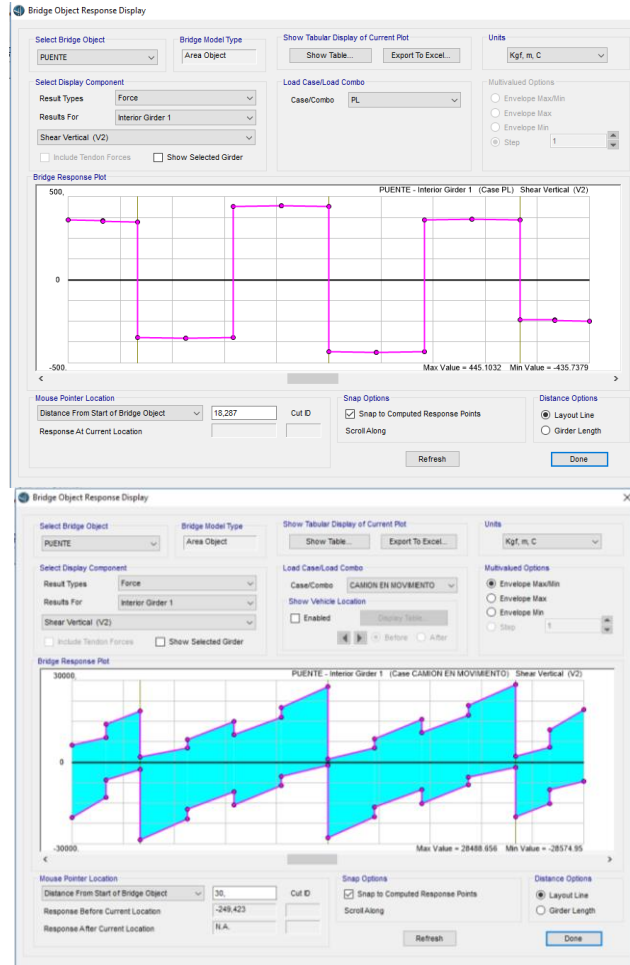 Bridge Object Response Display
Select Bridge Object
Bridge Model Type
Show Tabular Display of Current Plot
Units
PUENTE
Area Object
Show Table...
Export To Excel...
Kgf, m, C
Select Display Component
Load Case/Load Combo
Multivalued Options
Result Types
Force
Case/Combo
PL
Envelope Max/Min
Results For
Interior Girder 1
Envelope Max
Shear Vertical (V2)
Envelope Min
Include Tendon Forces
Show Selected Girder
Step
1
Bridge Response Plot
500,
PUENTE - Interior Girder 1 (Case PL) Shear Vertical (V2)
0
-500,
Max Value = 445.1032 Min Value = -435.7379
Mouse Pointer Location
Snap Options
Distance Options
Distance From Start of Bridge Object
18,287
Cut ID
Snap to Computed Response Points
Layout Line
Response At Current Location
Scroll Along
Girder Length
Refresh
Done
Bridge Object Response Display
Select Bridge Object
Bridge Model Type
Show Tabular Display of Current Plot
Units
PUENTE
Area Object
Show Table...
Export To Excel...
Kgf, m, C
Select Display Component
Load Case/Load Combo
Multivalued Options
Result Types
Force
Case/Combo
CAMION EN MOVIMIENTO
Envelope Max/Min
Results For
Interior Girder 1
Show Vehicle Location
Envelope Max
Shear Vertical (V2)
Enabled
Display Table...
Envelope Min
Include Tendon Forces
Show Selected Girder
Before
After
Step
1
Bridge Response Plot
30000,
PUENTE - Interior Girder 1 (Case CAMION EN MOVIMIENTO) Shear Vertical (V2)
0
-30000,
Max Value = 28488.656 Min Value = -28574.95
Mouse Pointer Location
Snap Options
Distance Options
Distance From Start of Bridge Object
30,
Cut ID
Snap to Computed Response Points
Layout Line
Response Before Current Location
-249,423
Scroll Along
Girder Length
Response After Current Location
N.A.
Refresh
Done